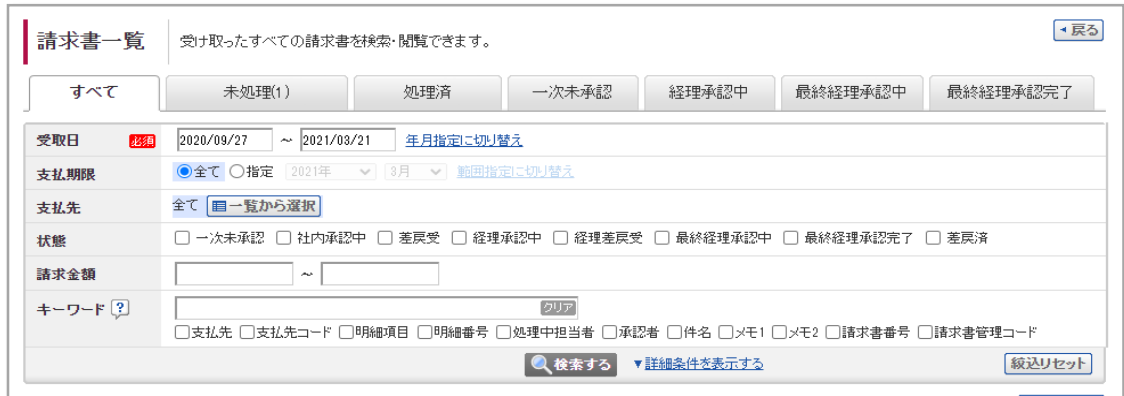 請求書一覧 受け取ったすべての請求書を検索・閲覧できます。 戻る
すべて 未処理(1) 処理済 一次未承認 経理承認中 最終経理承認中 最終経理承認完了
受取日 必須 2020/09/27 ～ 2021/03/21 年月指定に切り替え
支払期限 全て 指定 2021年 3月 範囲指定に切り替え
支払先 全て 一覧から選択
状態 一次未承認 社内承認中 差戻受 経理承認中 経理差戻受 最終経理承認中 最終経理承認完了 差戻済
請求金額 ～
キーワード ? クリア
支払先 支払先コード 明細項目 明細番号 処理中担当者 承認者 件名 メモ1 メモ2 請求書番号 請求書管理コード
検索する ▼詳細条件を表示する 絞込リセット